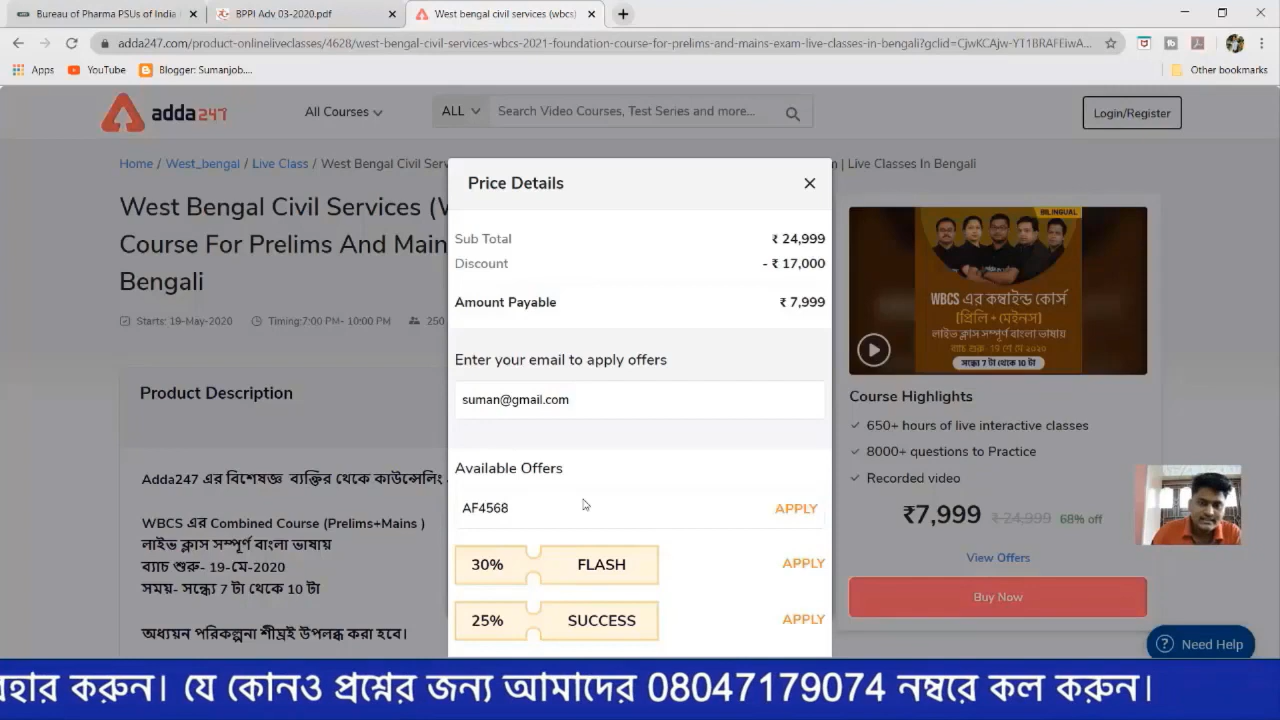 Bureau of Pharma PSUs of India
BPPI Adv 03-2020.pdf
West bengal civil services (wbcs)
adda247.com/product-onlineliveclasses/4628/west-bengal-civil-services-wbcs-2021-foundation-course-for-prelims-and-mains-exam-live-classes-in-bengali?gclid=CjwKCAjw-YT1BRAFEiwA...
Apps
YouTube
Blogger: Sumanjob....
Other bookmarks
adda247
All Courses
ALL
Search Video Courses, Test Series and more...
Login/Register
Home / West_bengal / Live Class / West Bengal Civil Serv
| Live Classes In Bengali
West Bengal Civil Services (W
Course For Prelims And Main
Bengali
Starts: 19-May-2020
Timing:7:00 PM- 10:00 PM
250
Product Description
Adda247 এর বিশেষজ্ঞ ব্যক্তির থেকে কাউন্সেলিং
WBCS এর Combined Course (Prelims+Mains )
লাইভ ক্লাস সম্পূর্ণ বাংলা ভাষায়
ব্যাচ শুরু- 19-মে-2020
সময়- সন্ধ্যে 7 টা থেকে 10 টা
অধ্যয়ন পরিকল্পনা শীঘ্রই উপলব্ধ করা হবে।
Price Details
Sub Total ₹ 24,999
Discount - ₹ 17,000
Amount Payable ₹ 7,999
Enter your email to apply offers
suman@gmail.com
Available Offers
AF4568 APPLY
30% FLASH APPLY
25% SUCCESS APPLY
BILINGUAL
WBCS এর কম্বাইন্ড কোর্স
(প্রিলি + মেইনস)
লাইভ ক্লাস সম্পূর্ণ বাংলা ভাষায়
ব্যাচ শুরু- 19 শে মে 2020
সন্ধ্যে 7 টা থেকে 10 টা
Course Highlights
650+ hours of live interactive classes
8000+ questions to Practice
Recorded video
₹7,999 ₹ 24,999 68% off
View Offers
Buy Now
Need Help
বহার করুন। যে কোনও প্রশ্নের জন্য আমাদের 08047179074 নম্বরে কল করুন।